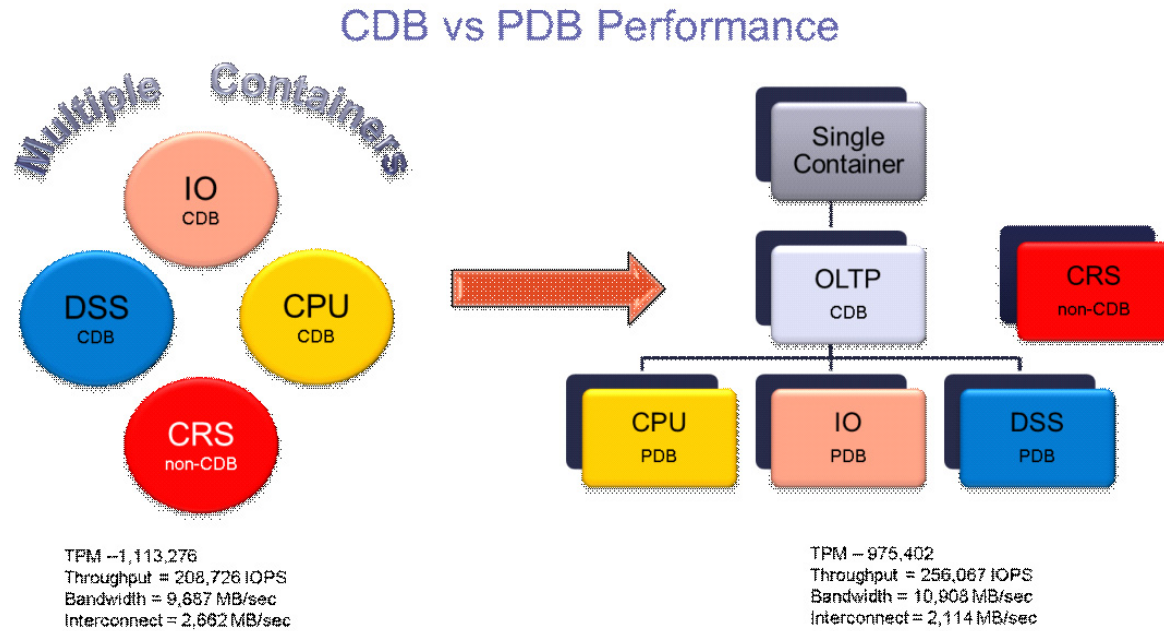 CDB vs PDB Performance
Multiple Containers
IO
CDB
DSS
CDB
CPU
CDB
CRS
non-CDB
TPM --1,113,276
Throughput = 208,726 IOPS
Bandwidth = 9,887 MB/sec
Interconnect = 2,662 MB/sec
Single
Container
OLTP
CDB
CRS
non-CDB
CPU
PDB
IO
PDB
DSS
PDB
TPM – 975,402
Throughput = 256,067 IOPS
Bandwidth = 10,908 MB/sec
Interconnect = 2,114 MB/sec